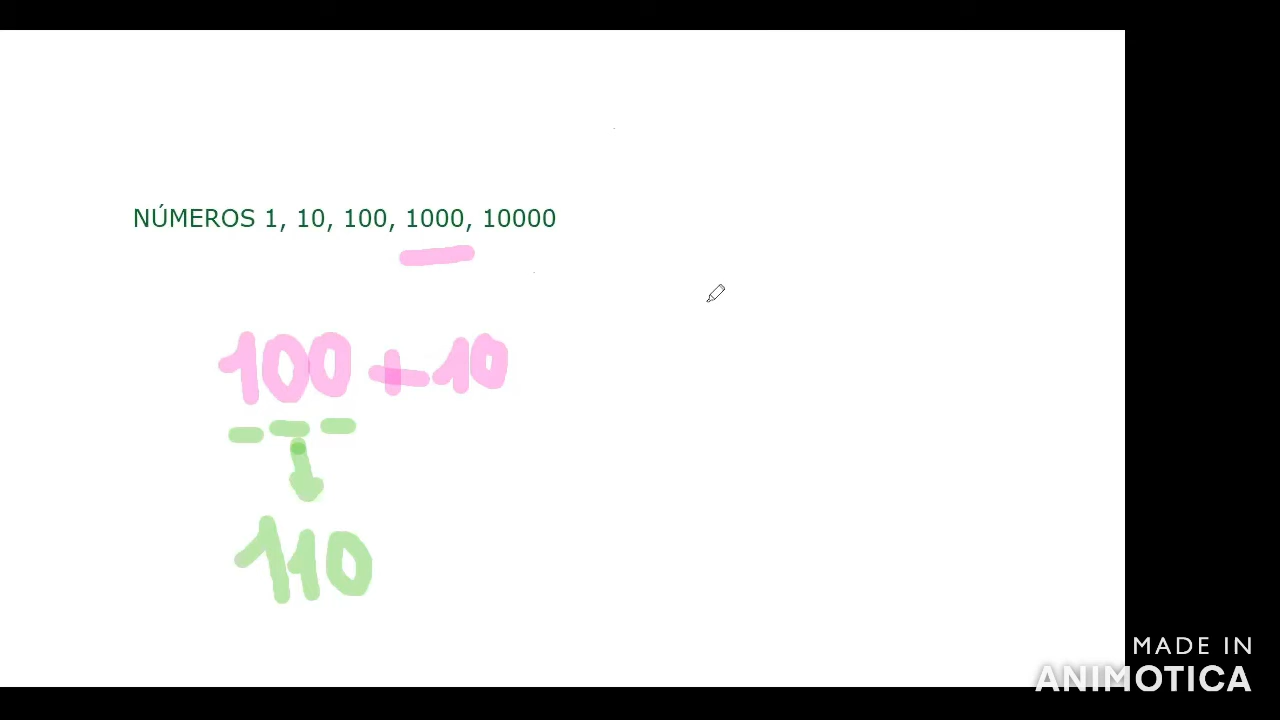 NÚMEROS 1, 10, 100, 1000, 10000
100 + 10
110
MADE IN
ANIMOTICA